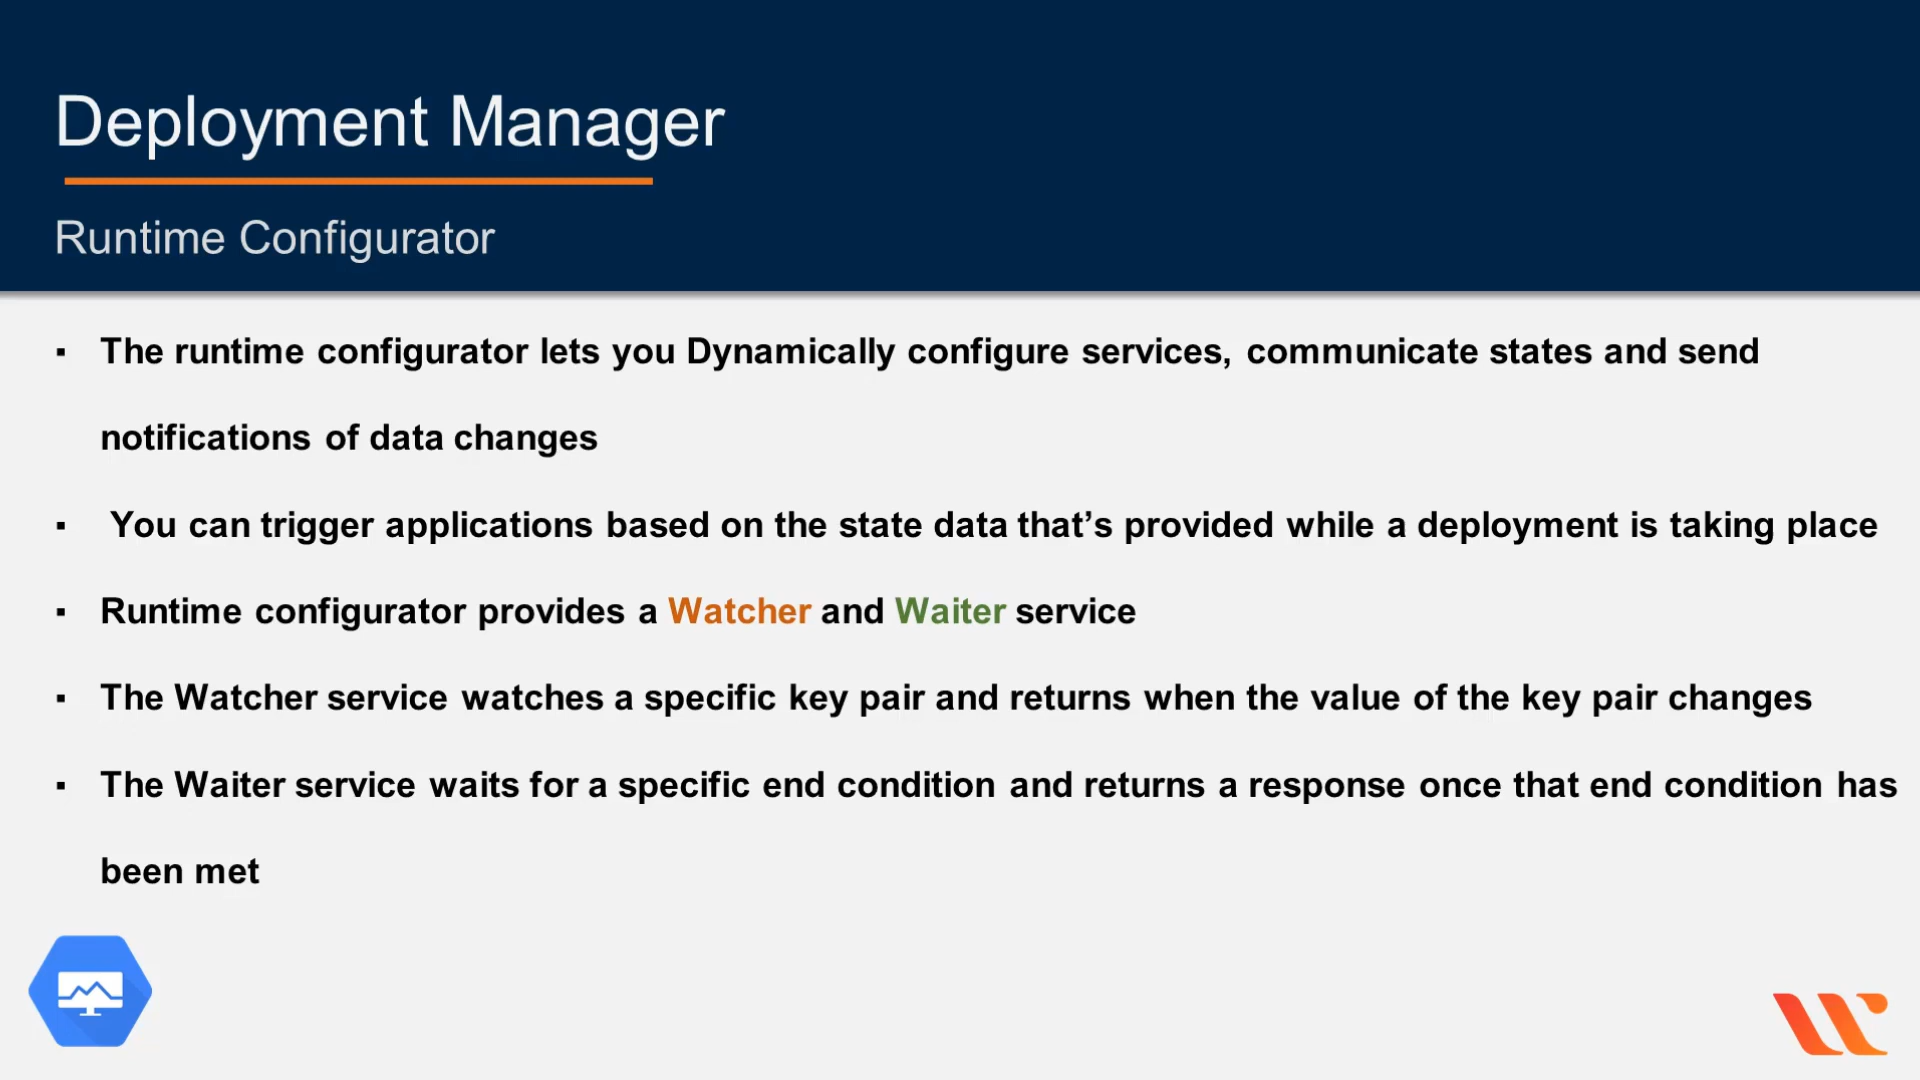 Deployment Manager
Runtime Configurator
▪ The runtime configurator lets you Dynamically configure services, communicate states and send
notifications of data changes
▪ You can trigger applications based on the state data that’s provided while a deployment is taking place
▪ Runtime configurator provides a Watcher and Waiter service
▪ The Watcher service watches a specific key pair and returns when the value of the key pair changes
▪ The Waiter service waits for a specific end condition and returns a response once that end condition has
been met